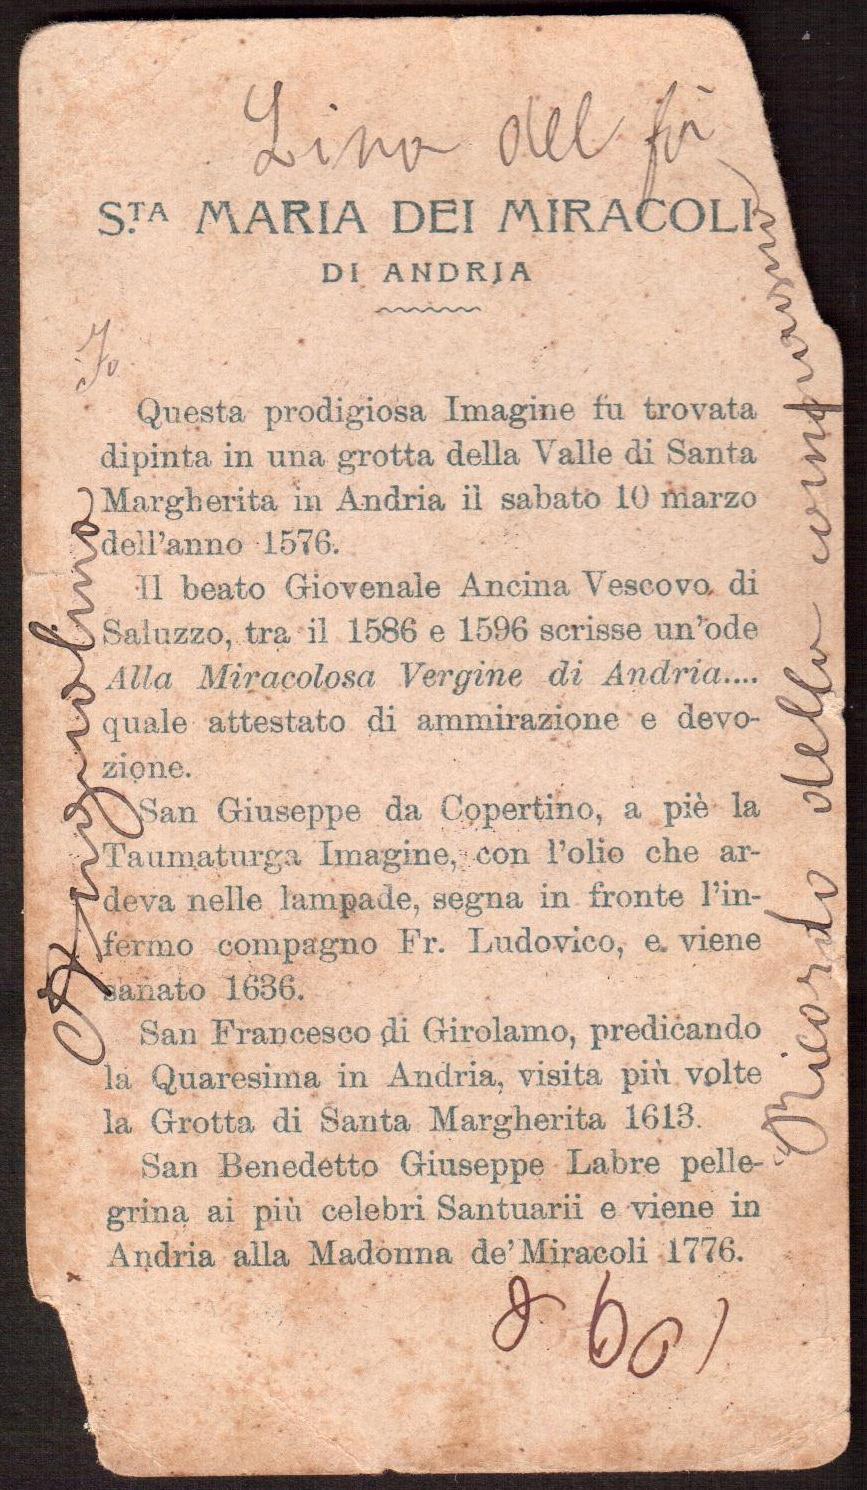 Lina del
S.TA MARIA DEI MIRACOLI
DI ANDRIA
Questa prodigiosa Imagine fu trovata
dipinta in una grotta della Valle di Santa
Margherita in Andria il sabato 10 marzo
dell'anno 1576.
Il beato Giovenale Ancina Vescovo di
Saluzzo, tra il 1586 e 1596 scrisse un'ode
Alla Miracolosa Vergine di Andria....
quale attestato di ammirazione e devo-
zione.
San Giuseppe da Copertino, a piè la
Taumaturga Imagine, con l'olio che ar-
deva nelle lampade, segna in fronte l'in-
fermo compagno Fr. Ludovico, e viene
sanato 1636.
San Francesco di Girolamo, predicando
la Quaresima in Andria, visita più volte
la Grotta di Santa Margherita 1613.
San Benedetto Giuseppe Labre pelle-
grina ai più celebri Santuarii e viene in
Andria alla Madonna de' Miracoli 1776.
Ricordo della compagna
Angiolina